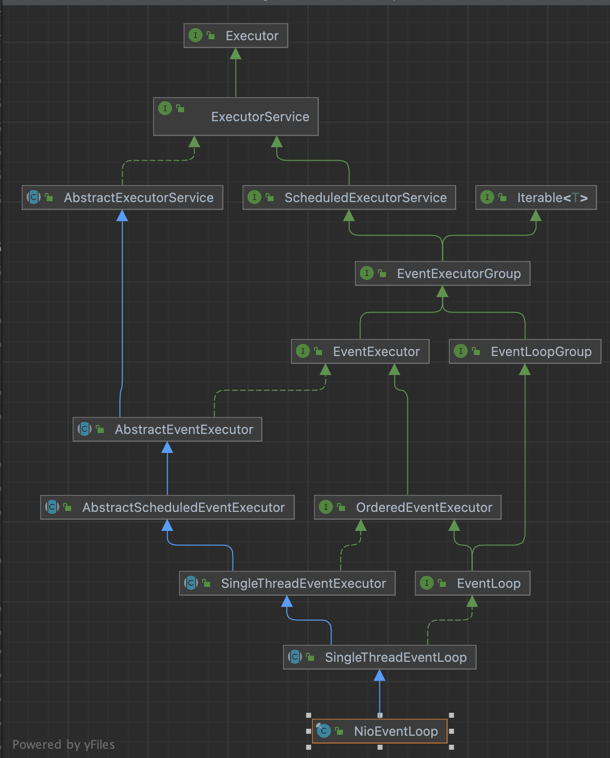 Executor
ExecutorService
AbstractExecutorService
ScheduledExecutorService
Iterable<T>
EventExecutorGroup
EventExecutor
EventLoopGroup
AbstractEventExecutor
AbstractScheduledEventExecutor
OrderedEventExecutor
SingleThreadEventExecutor
EventLoop
SingleThreadEventLoop
NioEventLoop
Powered by yFiles